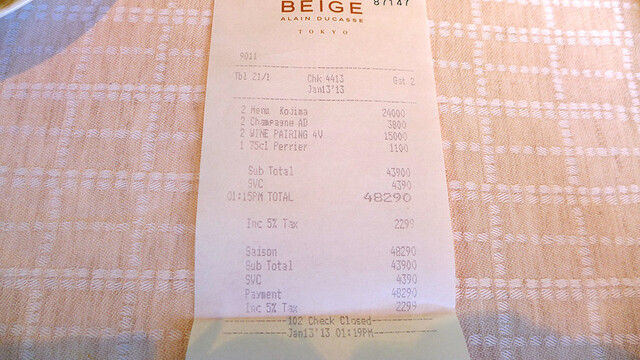 BEIGE
87147
ALAIN DUCASSE
TOKYO
9011
Tbl 21/1 Chk 4413 Gst 2
Jan13'13
2 Menu Kojima 24000
2 Champagne AD 3800
2 WINE PAIRING 4V 15000
1 75cl Perrier 1100
Sub Total 43900
SVC 4390
01:15PM TOTAL 48290
Inc 5% Tax 2299
Saison 48290
Sub Total 43900
SVC 4390
Payment 48290
Inc 5% Tax 2299
102 Check Closed
Jan13'13 01:19PM